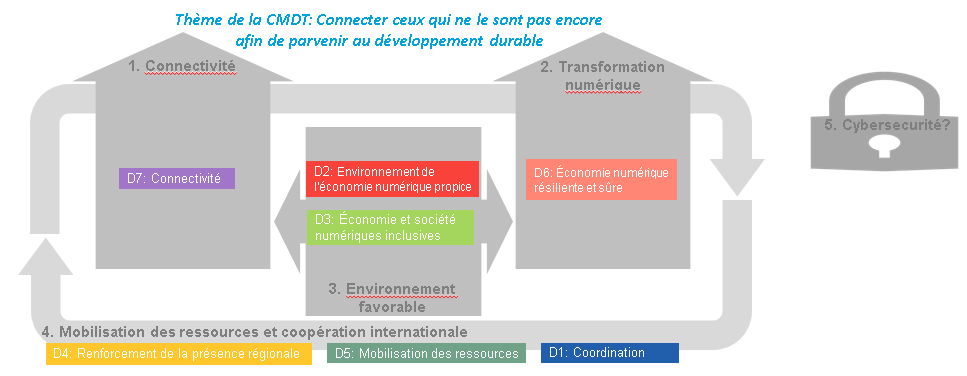 Thème de la CMDT: Connecter ceux qui ne le sont pas encore
afin de parvenir au développement durable
1. Connectivité
2. Transformation
numérique
5. Cybersecurité?
D7: Connectivité
D2: Environnement de
l'économie numérique propice
D6: Économie numérique
résiliente et sûre
D3: Économie et société
numériques inclusives
3. Environnement
favorable
4. Mobilisation des ressources et coopération internationale
D4: Renforcement de la présence régionale
D5: Mobilisation des ressources
D1: Coordination